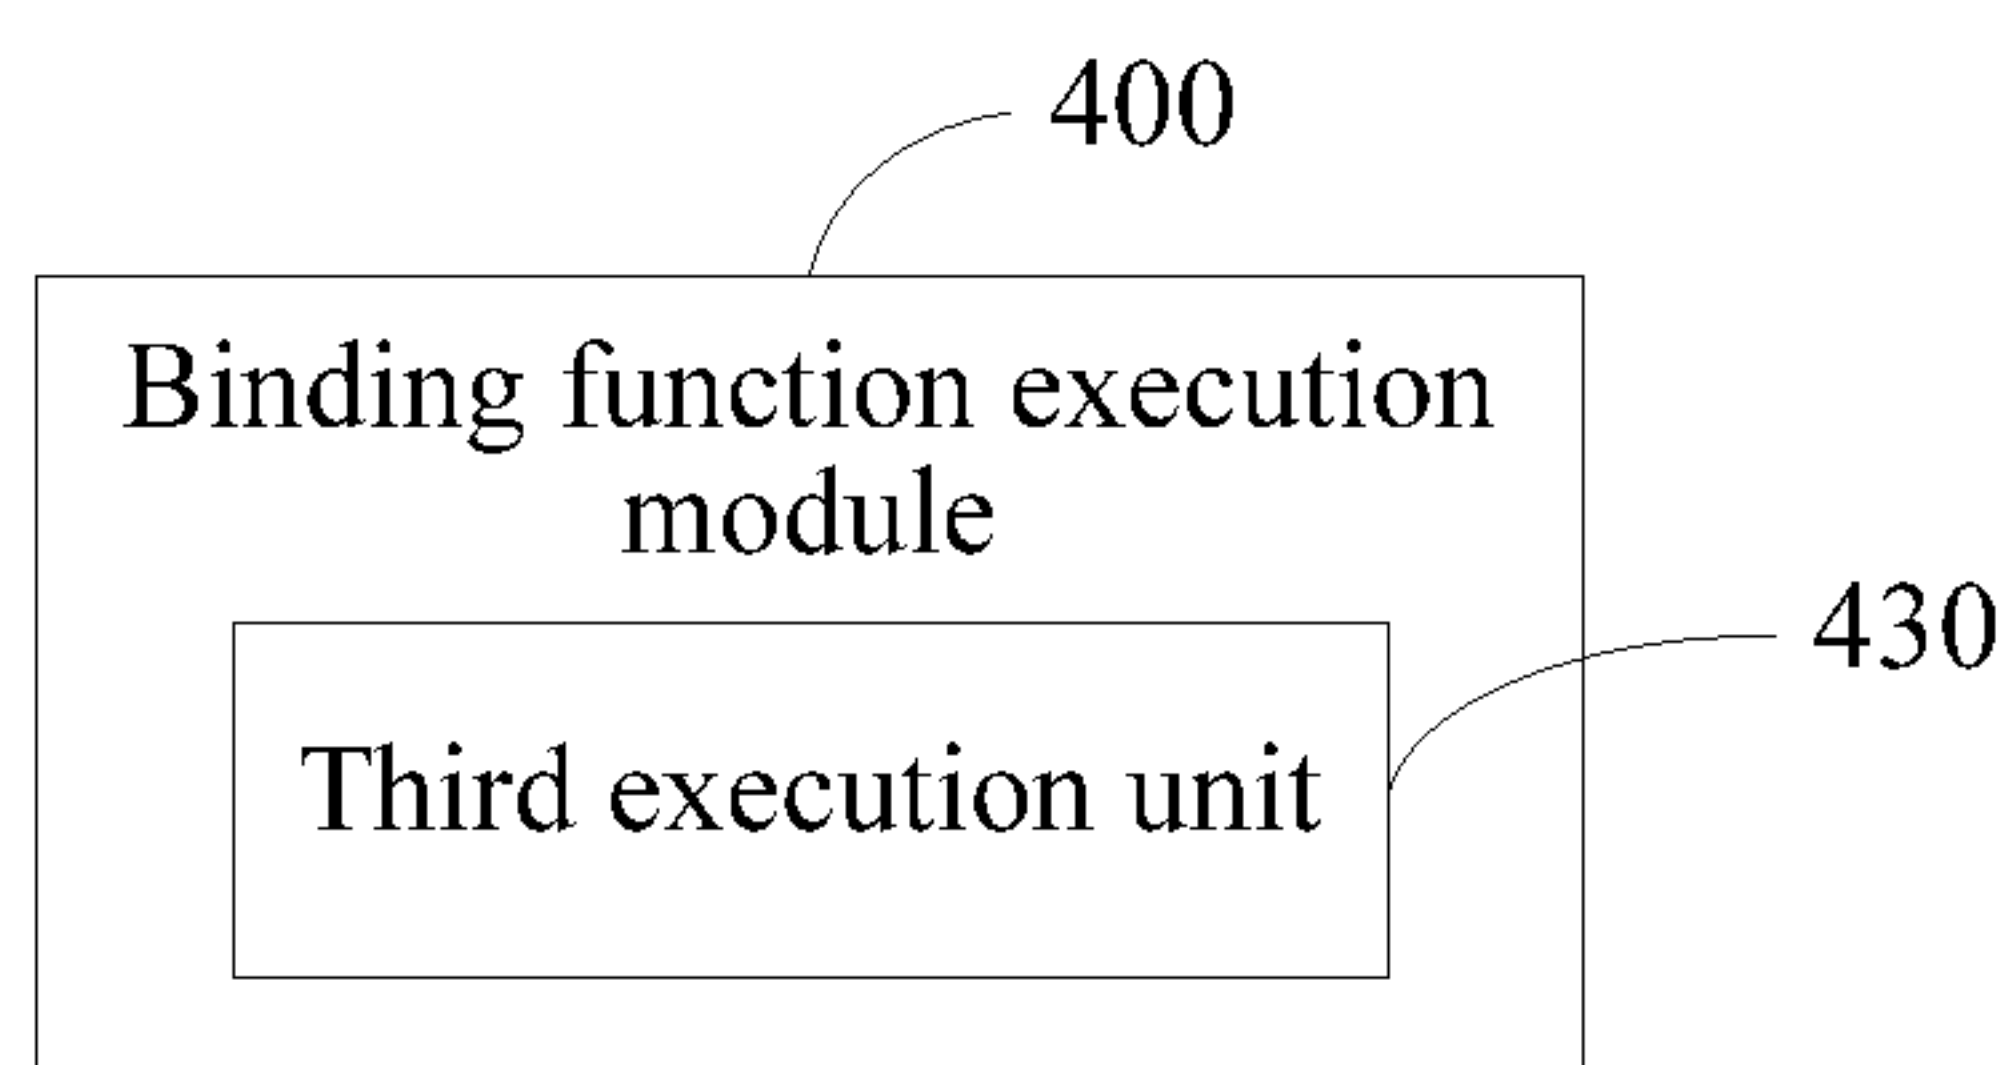 400
Binding function execution
module
430
Third execution unit